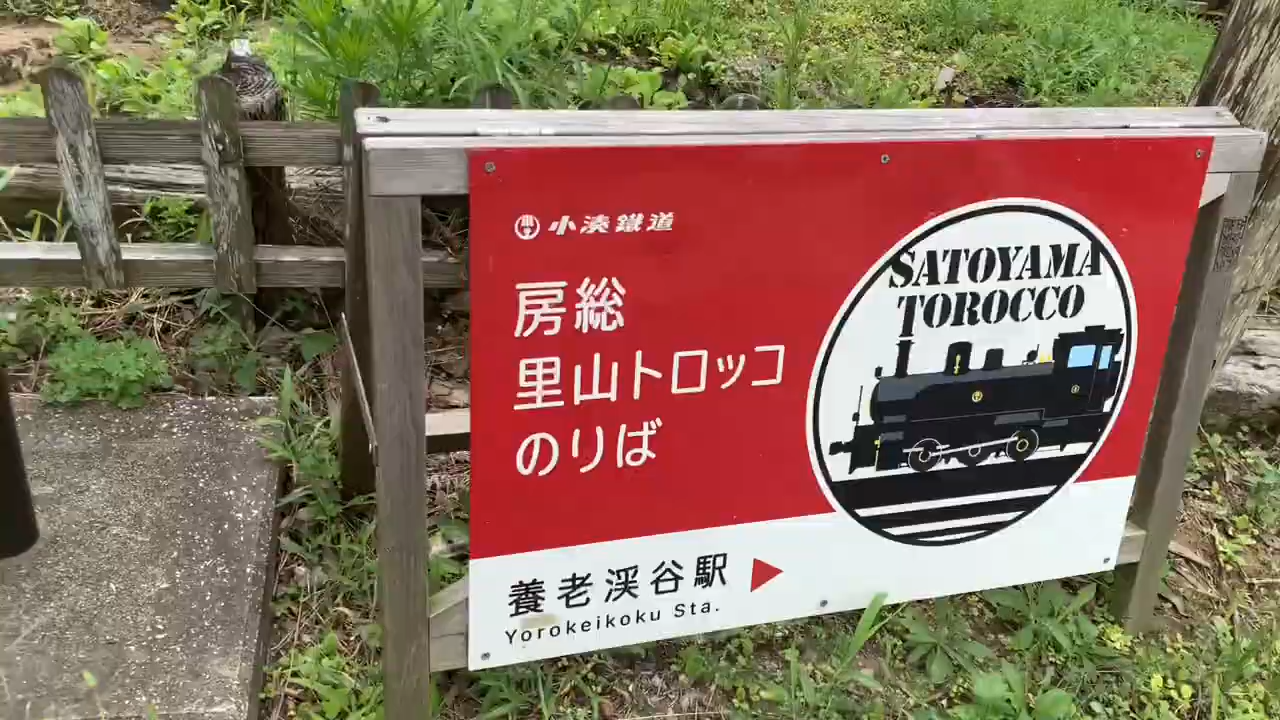 小湊鐵道
房総
里山トロッコ
のりば
SATOYAMA
TOROCCO
養老渓谷駅
Yorokeikoku Sta.